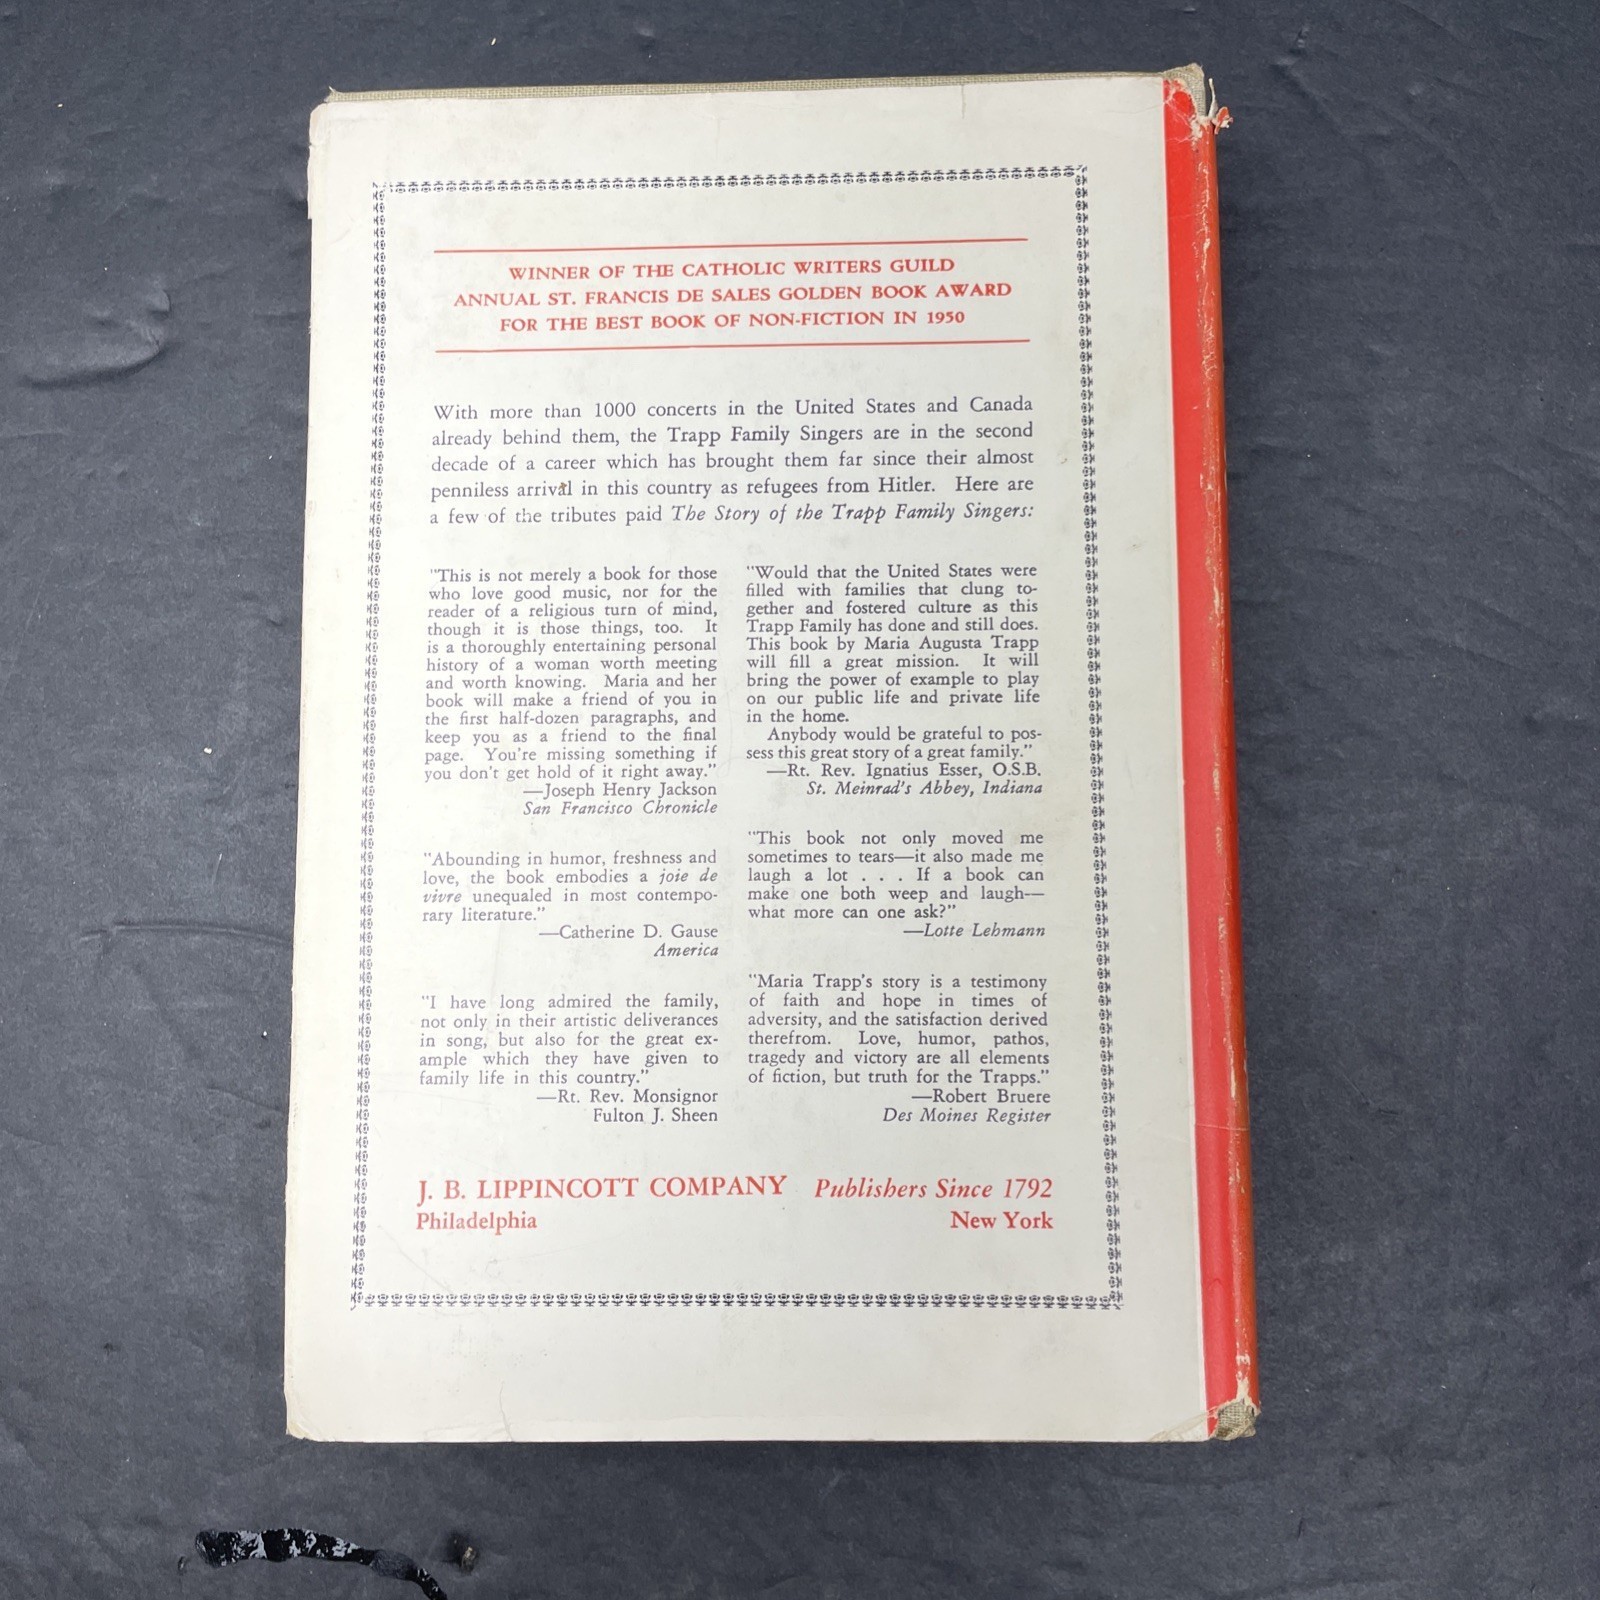 WINNER OF THE CATHOLIC WRITERS GUILD
ANNUAL ST. FRANCIS DE SALES GOLDEN BOOK AWARD
FOR THE BEST BOOK OF NON-FICTION IN 1950
With more than 1000 concerts in the United States and Canada
already behind them, the Trapp Family Singers are in the second
decade of a career which has brought them far since their almost
penniless arrival in this country as refugees from Hitler. Here are
a few of the tributes paid The Story of the Trapp Family Singers:
"This is not merely a book for those
who love good music, nor for the
reader of a religious turn of mind,
though it is those things, too. It
is a thoroughly entertaining personal
history of a woman worth meeting
and worth knowing. Maria and her
book will make a friend of you in
the first half-dozen paragraphs, and
keep you as a friend to the final
page. You're missing something if
you don't get hold of it right away."
—Joseph Henry Jackson
San Francisco Chronicle
"Abounding in humor, freshness and
love, the book embodies a joie de
vivre unequaled in most contempo-
rary literature."
—Catherine D. Gause
America
"I have long admired the family,
not only in their artistic deliverances
in song, but also for the great ex-
ample which they have given to
family life in this country."
—Rt. Rev. Monsignor
Fulton J. Sheen
"Would that the United States were
filled with families that clung to-
gether and fostered culture as this
Trapp Family has done and still does.
This book by Maria Augusta Trapp
will fill a great mission. It will
bring the power of example to play
on our public life and private life
in the home.
Anybody would be grateful to pos-
sess this great story of a great family."
—Rt. Rev. Ignatius Esser, O.S.B.
St. Meinrad's Abbey, Indiana
"This book not only moved me
sometimes to tears—it also made me
laugh a lot . . . If a book can
make one both weep and laugh—
what more can one ask?"
—Lotte Lehmann
"Maria Trapp's story is a testimony
of faith and hope in times of
adversity, and the satisfaction derived
therefrom. Love, humor, pathos,
tragedy and victory are all elements
of fiction, but truth for the Trapps."
—Robert Bruere
Des Moines Register
J. B. LIPPINCOTT COMPANY Publishers Since 1792
Philadelphia New York